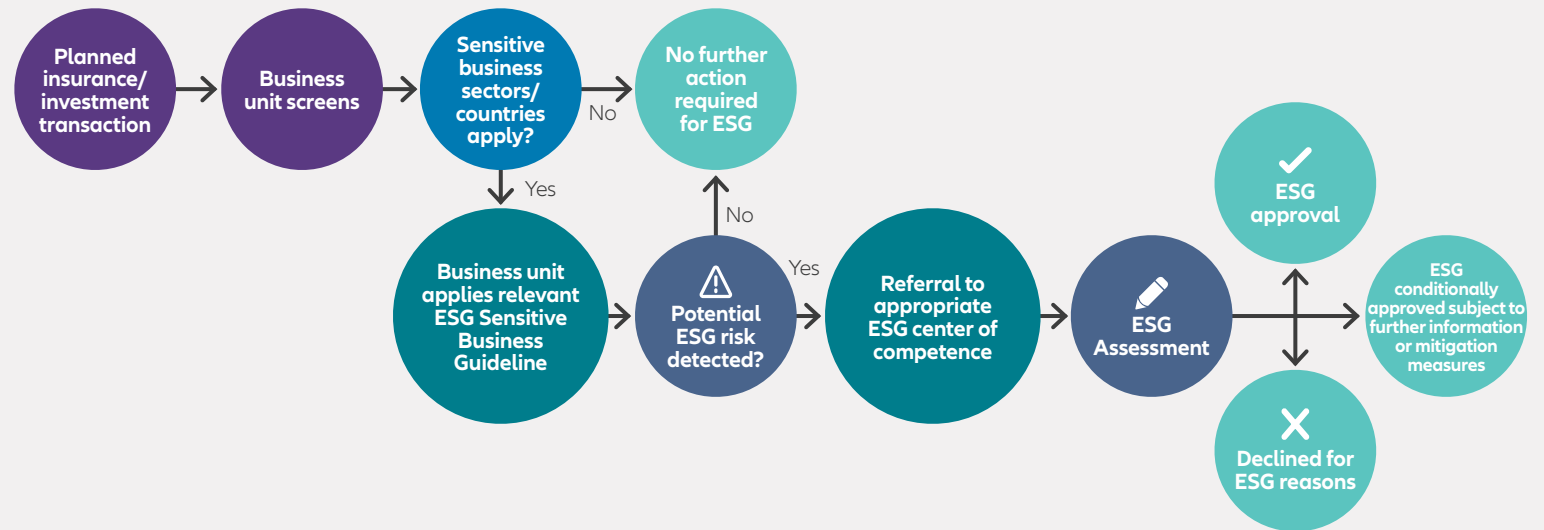 Planned
insurance/
investment
transaction
Business
unit screens
Sensitive
business
sectors/
countries
apply?
No
No further
action
required
for ESG
Yes
Business unit
applies relevant
ESG Sensitive
Business
Guideline
Potential
ESG risk
detected?
No
Yes
Referral to
appropriate
ESG center of
competence
ESG
Assessment
ESG
approval
ESG
conditionally
approved subject to
further information
or mitigation
measures
Declined for
ESG reasons